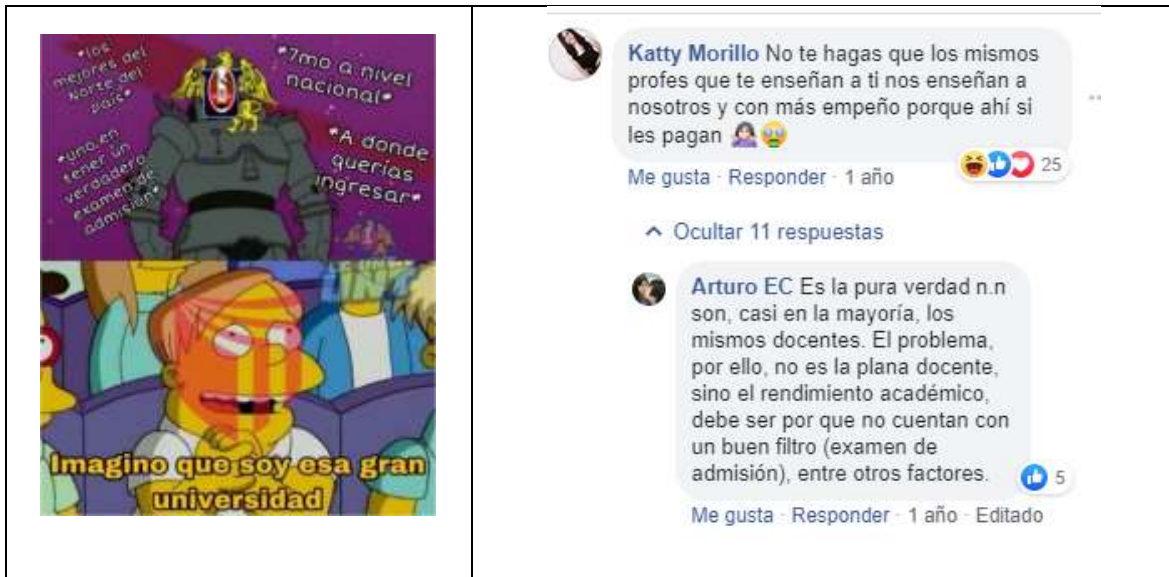 *los
mejores del
Norte del
país*
*7mo a nivel
nacional*
*uno en
tener un
verdadero
examen de
admisión*
*A donde
querías
ingresar*
UNT
Imagino que soy esa gran
universidad
Katty Morillo No te hagas que los mismos
profes que te enseñan a ti nos enseñan a
nosotros y con más empeño porque ahí si
les pagan 🤷🏻‍♀️🤑
25
Me gusta · Responder · 1 año
Ocultar 11 respuestas
Arturo EC Es la pura verdad n.n
son, casi en la mayoría, los
mismos docentes. El problema,
por ello, no es la plana docente,
sino el rendimiento académico,
debe ser por que no cuentan con
un buen filtro (examen de
admisión), entre otros factores.
5
Me gusta · Responder · 1 año · Editado